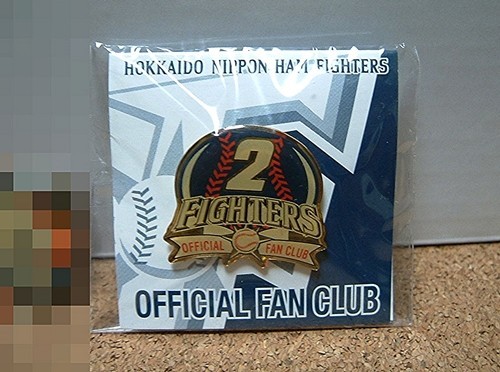 HOKKAIDO NIPPON HAM FIGHTERS
2
FIGHTERS
OFFICIAL FAN CLUB
OFFICIAL FAN CLUB